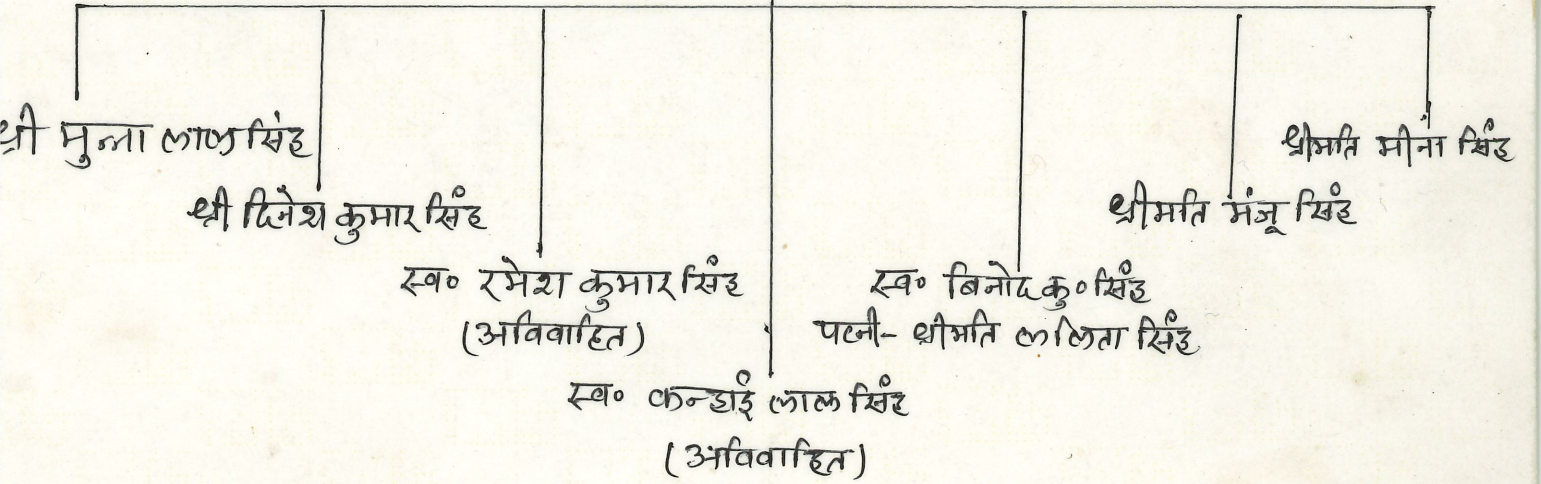 श्री मुन्ना लाल सिंह
श्रीमति मीना सिंह
श्री दिनेश कुमार सिंह
श्रीमति मंजू सिंह
स्व० रमेश कुमार सिंह
(अविवाहित)
स्व० बिनोद कु० सिंह
पत्नी- श्रीमति ललिता सिंह
स्व० कन्हाई लाल सिंह
(अविवाहित)